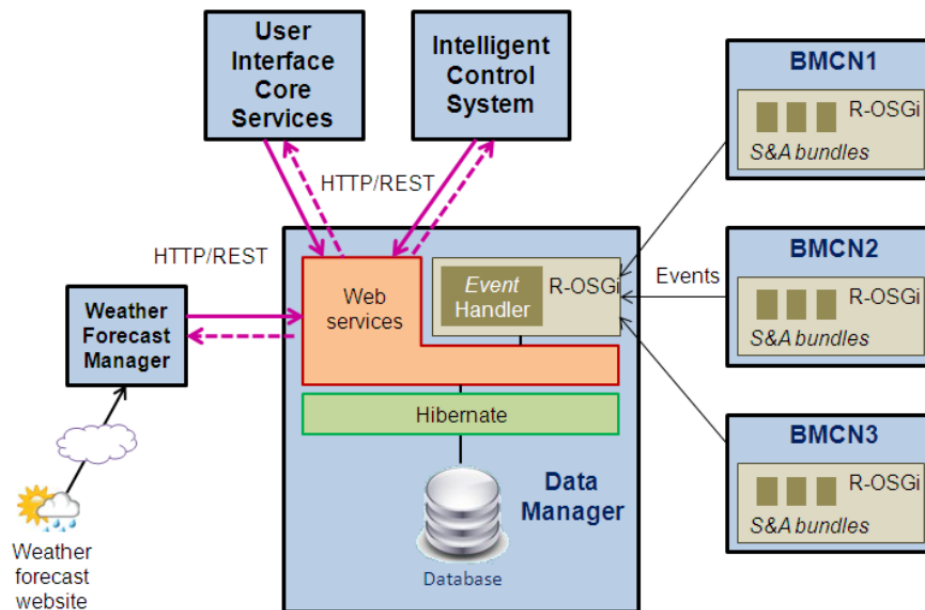 User
Interface
Core
Services
Intelligent
Control
System
HTTP/REST
HTTP/REST
Weather
Forecast
Manager
Weather
forecast
website
Web
services
Event
Handler
R-OSGi
Hibernate
Data
Manager
Database
Events
BMCN1
R-OSGi
S&A bundles
BMCN2
R-OSGi
S&A bundles
BMCN3
R-OSGi
S&A bundles